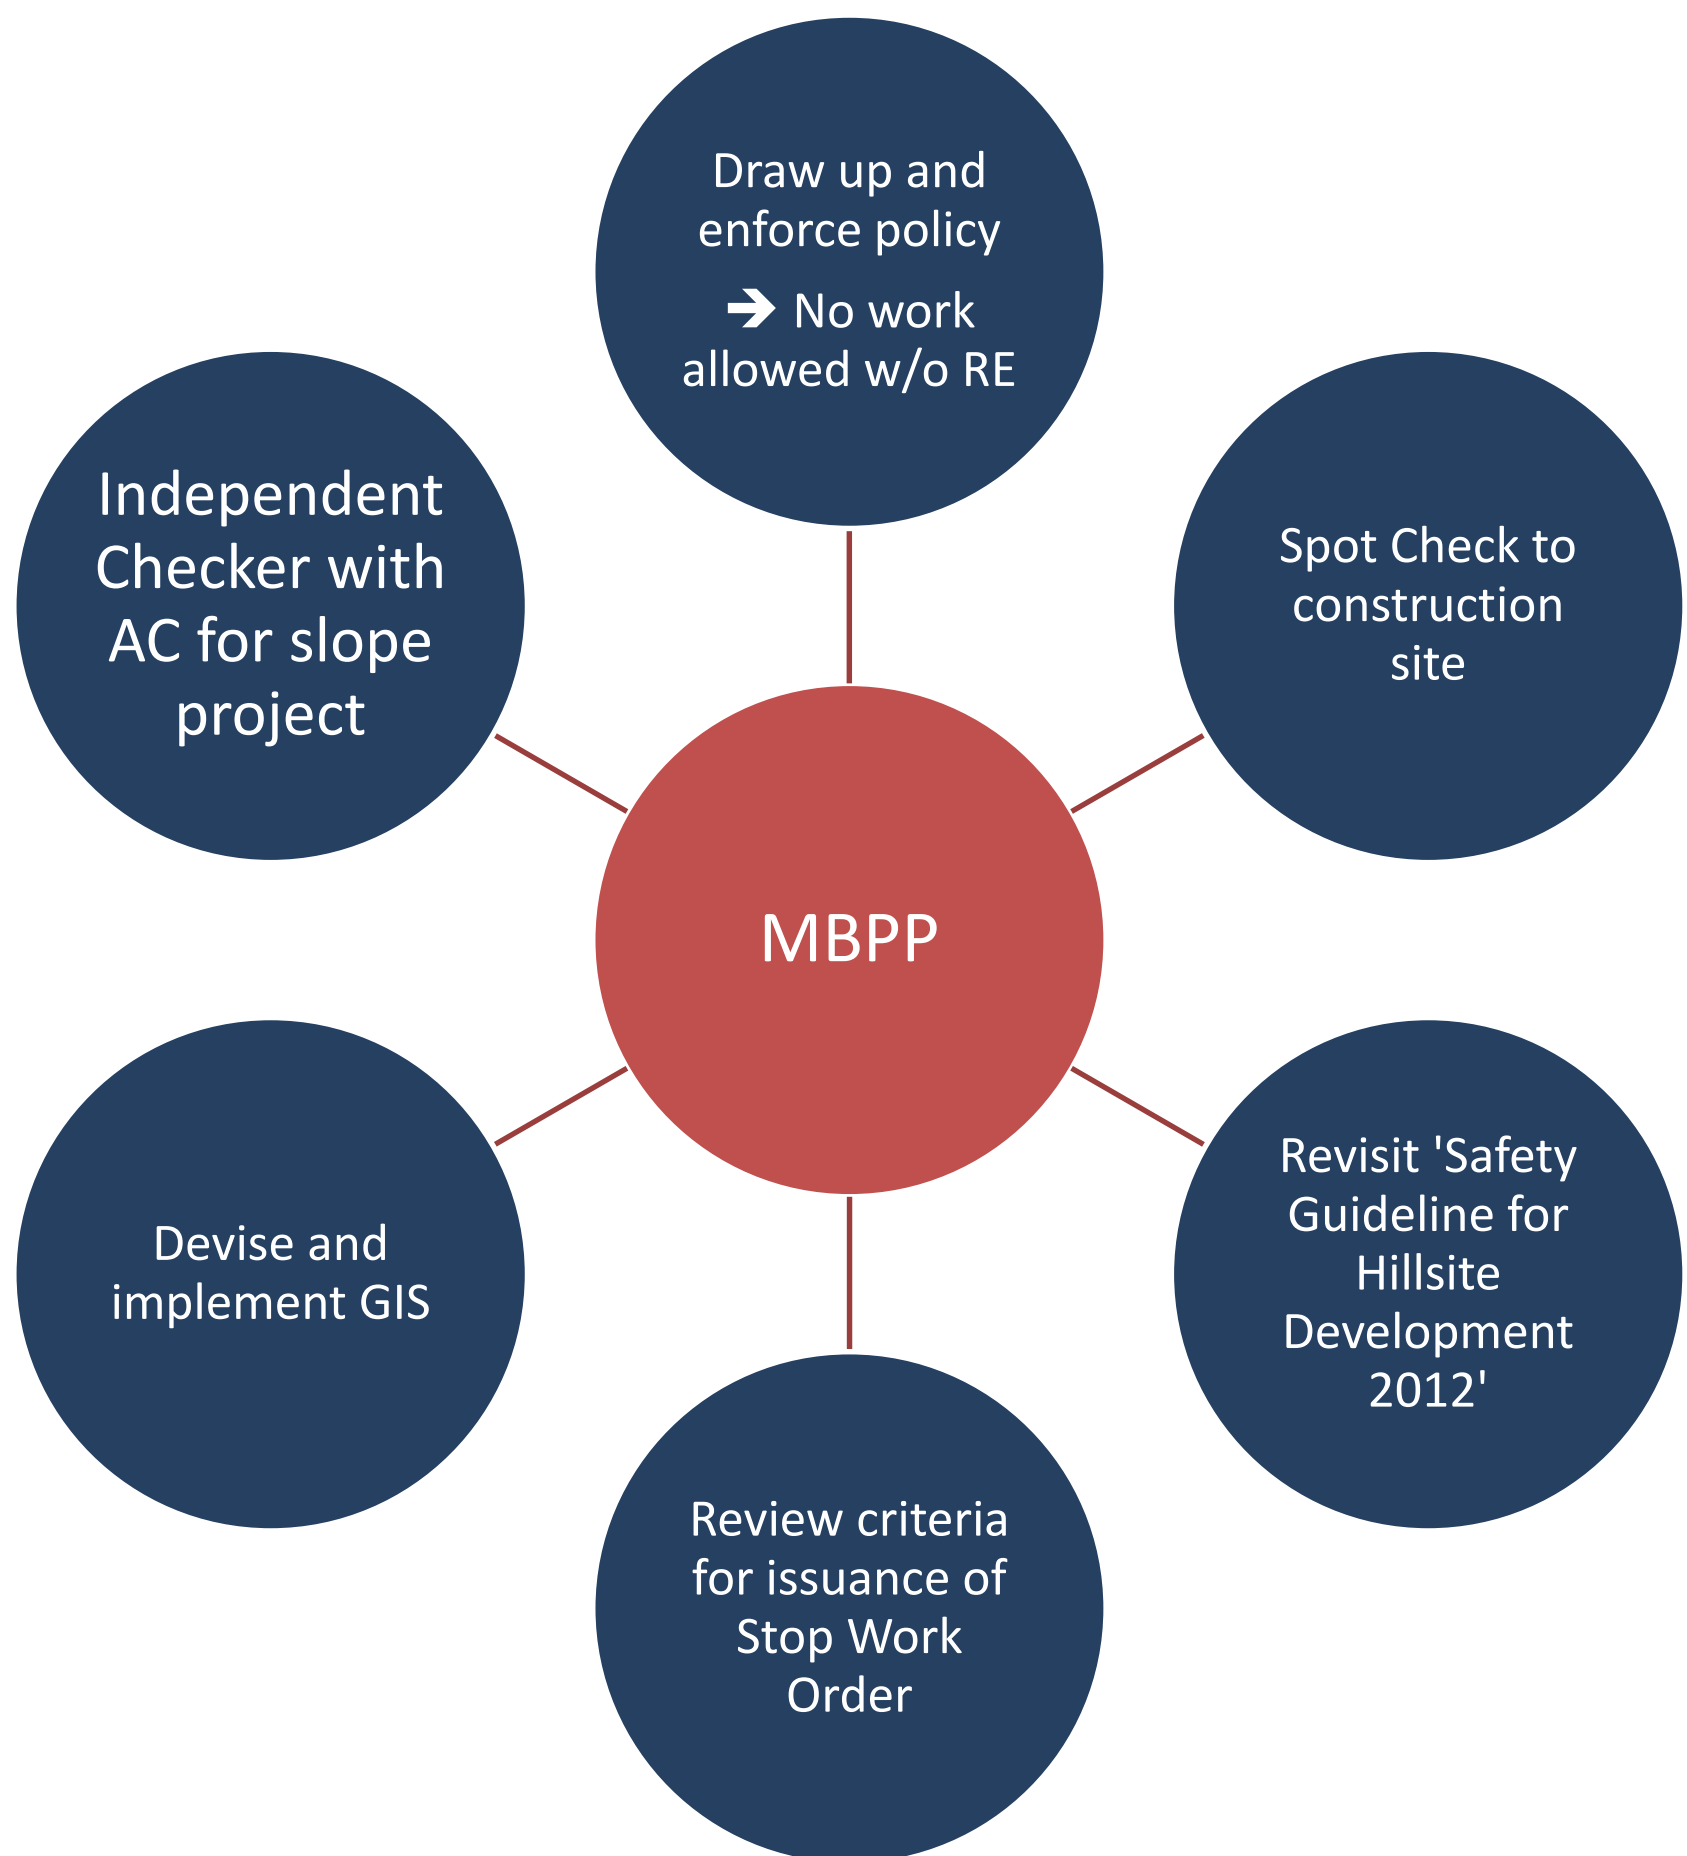 Draw up and
enforce policy
➔ No work
allowed w/o RE
Independent
Checker with
AC for slope
project
Spot Check to
construction
site
MBPP
Devise and
implement GIS
Revisit 'Safety
Guideline for
Hillsite
Development
2012'
Review criteria
for issuance of
Stop Work
Order